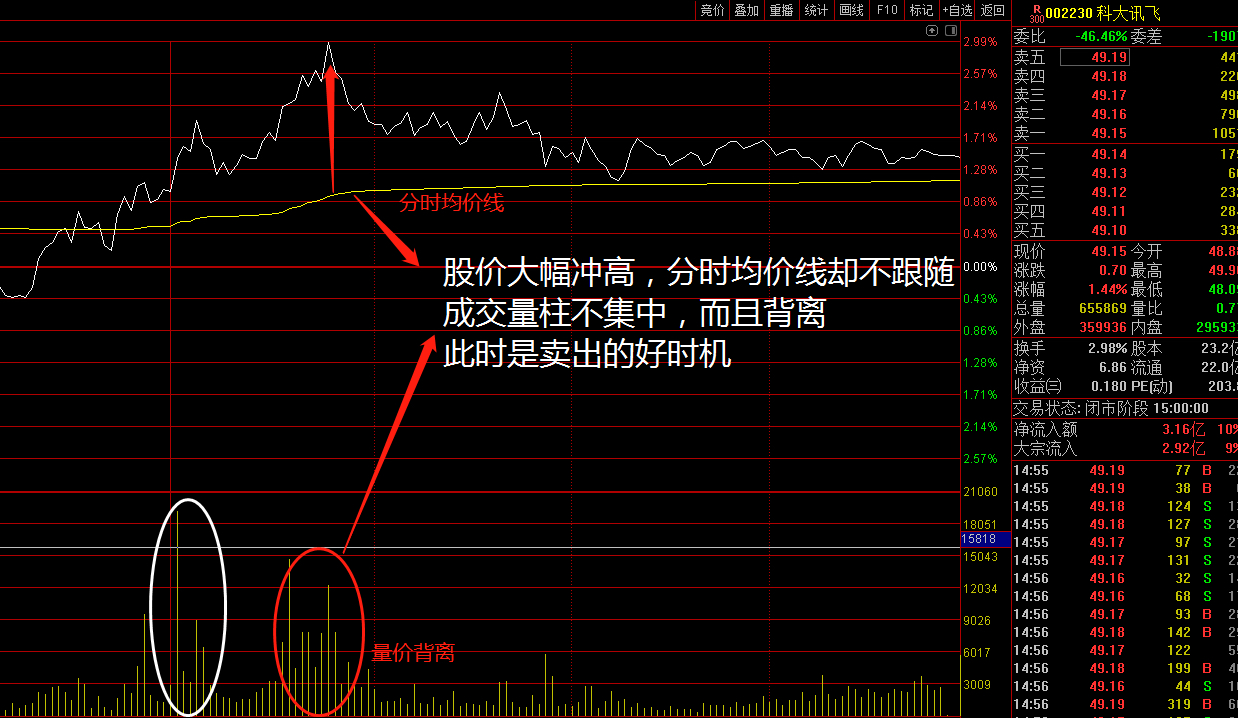 竞价 叠加 重播 统计 画线 F10 标记 +自选 返回
R 300 002230 科大讯飞
委比 -46.46% 委差 -190
卖五 49.19 44
卖四 49.18 22
卖三 49.17 49
卖二 49.16 79
卖一 49.15 105
买一 49.14 17
买二 49.13 6
买三 49.12 23
买四 49.11 28
买五 49.10 33
现价 49.15 今开 48.8
涨跌 0.70 最高 49.9
涨幅 1.44% 最低 48.0
总量 655869 量比 0.7
外盘 359936 内盘 29593
换手 2.98% 股本 23.2亿
净资 6.86 流通 22.0亿
收益㈢ 0.180 PE(动) 203.
交易状态: 闭市阶段 15:00:00
净流入额 3.16亿 10%
大宗流入 2.92亿 9%
14:55 49.19 77 B
14:55 49.19 38 B
14:55 49.18 124 S
14:55 49.18 127 S
14:55 49.17 97 S
14:55 49.17 131 S
14:56 49.16 32 S
14:56 49.16 68 S
14:56 49.17 93 B
14:56 49.18 142 B
14:56 49.17 122
14:56 49.18 199 B
14:56 49.16 44 S
14:56 49.19 319 B
2.99%
2.57%
2.14%
1.71%
1.28%
0.86%
0.43%
0.00%
0.43%
0.86%
1.28%
1.71%
2.14%
2.57%
21060
18051
15818
15043
12034
9026
6017
3009
分时均价线
股价大幅冲高，分时均价线却不跟随
成交量柱不集中，而且背离
此时是卖出的好时机
量价背离